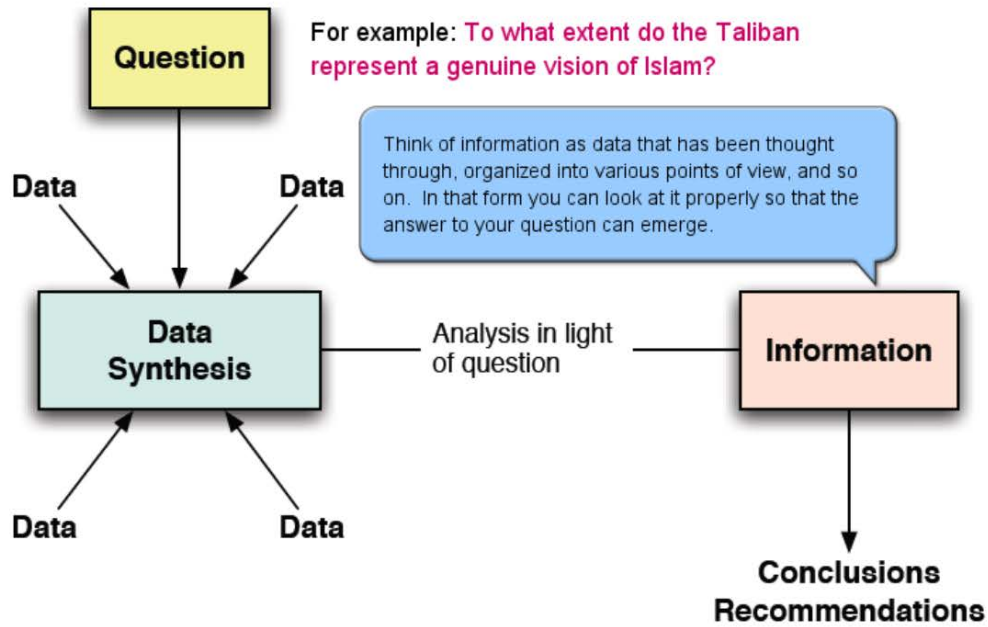 Question
For example: To what extent do the Taliban
represent a genuine vision of Islam?
Think of information as data that has been thought
through, organized into various points of view, and so
on. In that form you can look at it properly so that the
answer to your question can emerge.
Data
Data
Data
Synthesis
Analysis in light
of question
Information
Data
Data
Conclusions
Recommendations